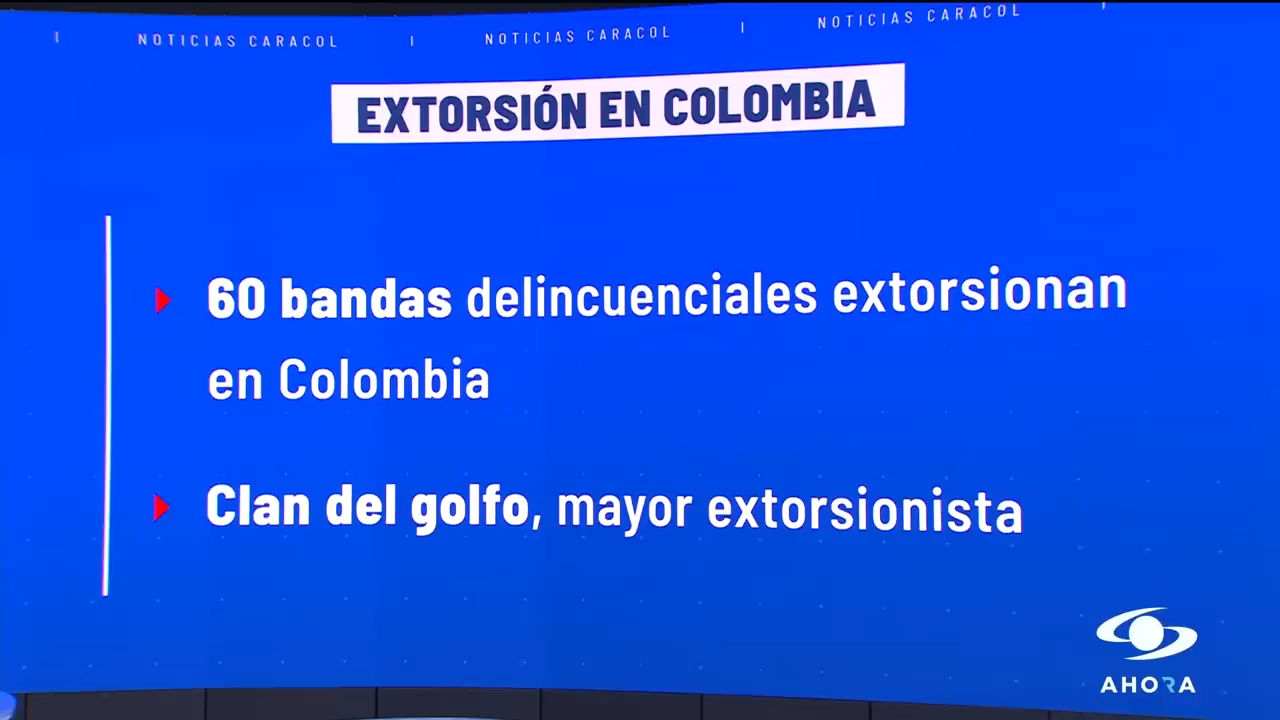 NOTICIAS CARACOL
NOTICIAS CARACOL
NOTICIAS CARACOL
EXTORSIÓN EN COLOMBIA
60 bandas delincuenciales extorsionan
en Colombia
Clan del golfo, mayor extorsionista
AHORA